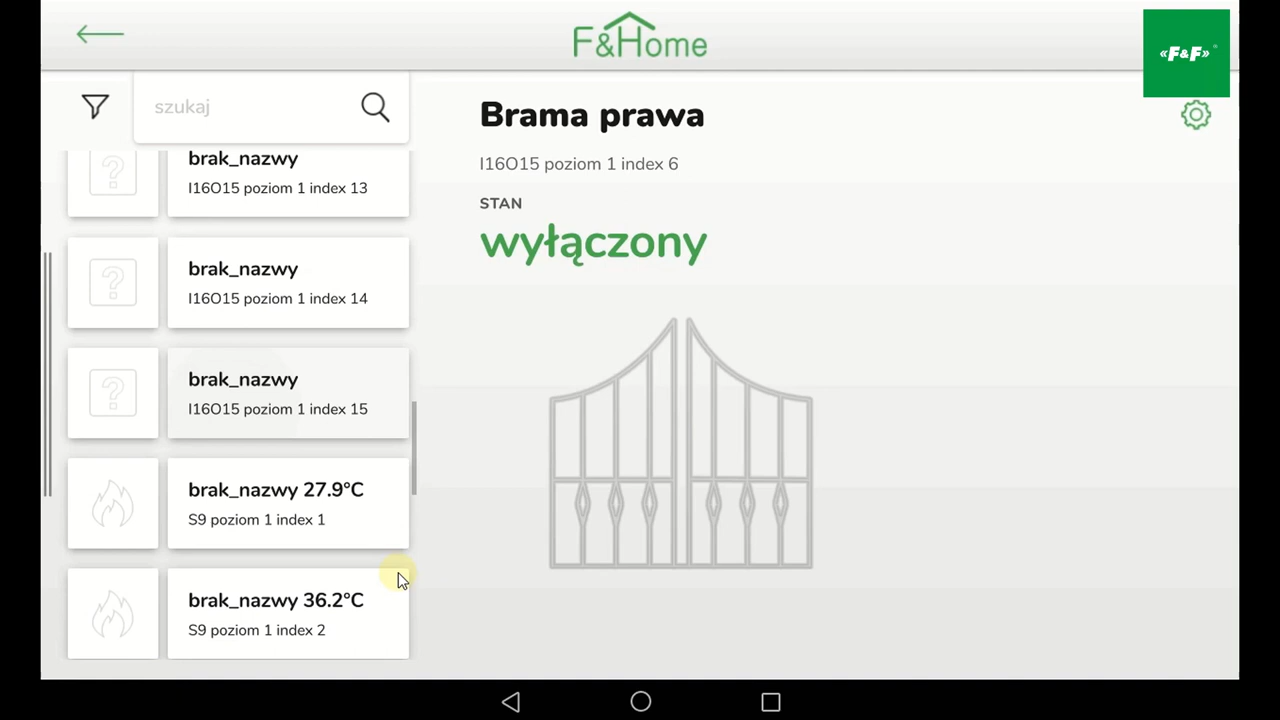 F&Home
«F&F»®
szukaj
brak_nazwy
I16O15 poziom 1 index 13
brak_nazwy
I16O15 poziom 1 index 14
brak_nazwy
I16O15 poziom 1 index 15
brak_nazwy 27.9°C
S9 poziom 1 index 1
brak_nazwy 36.2°C
S9 poziom 1 index 2
Brama prawa
I16O15 poziom 1 index 6
STAN
wyłączony